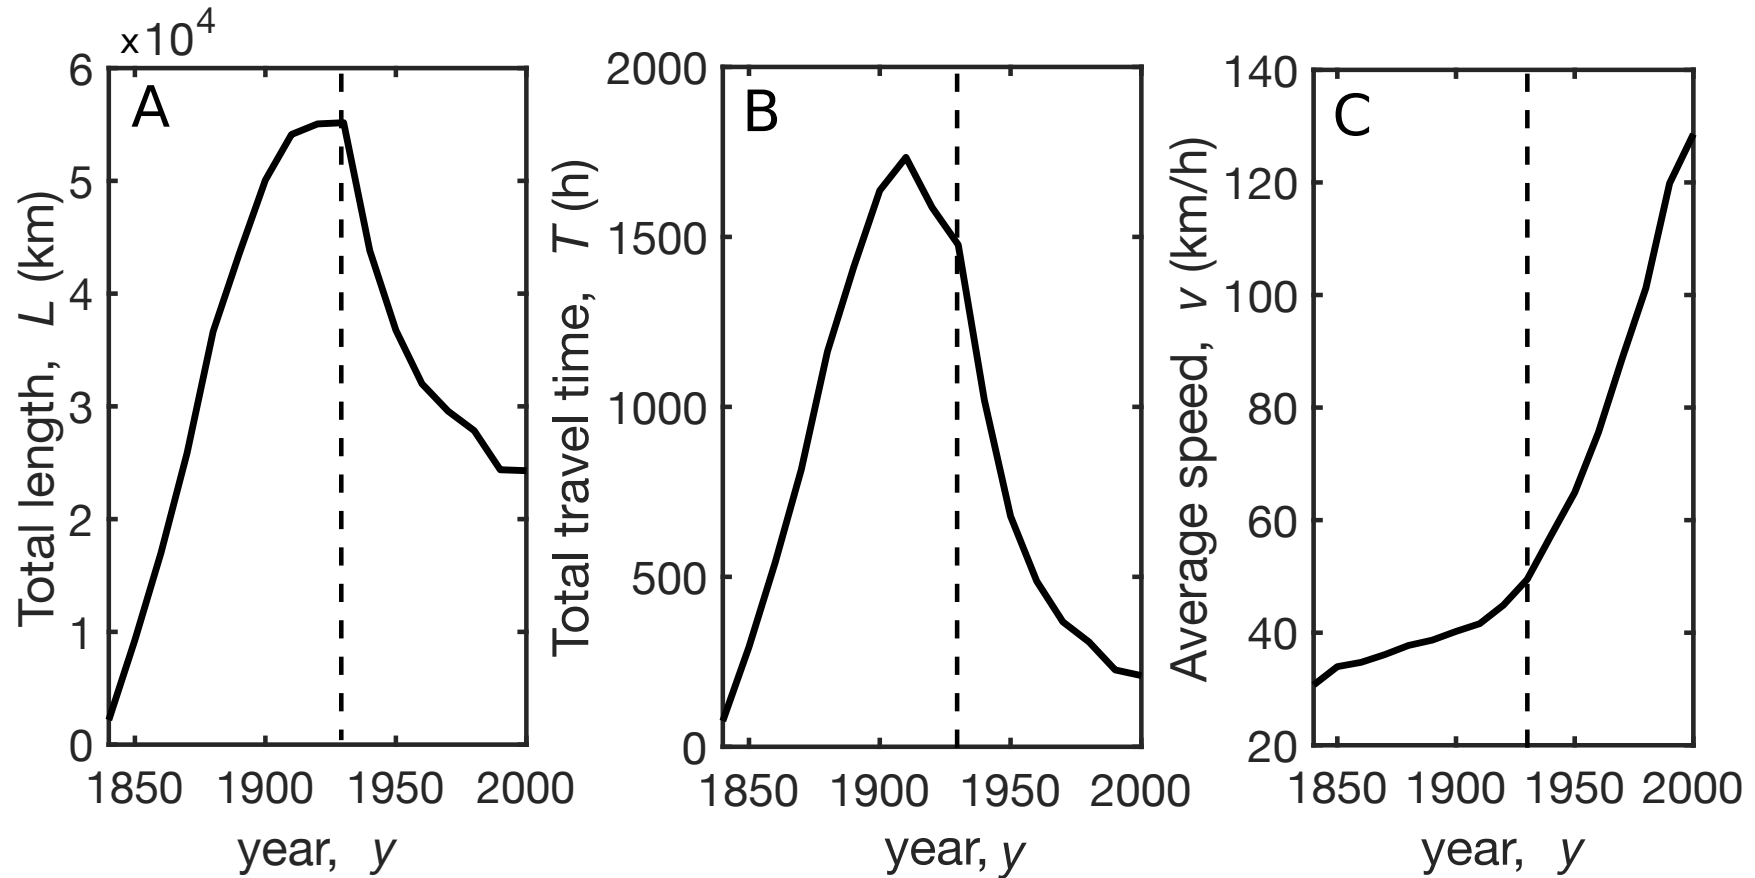 x10⁴
A
Total length, L (km)
6
5
4
3
2
1
0
1850 1900 1950 2000
year, y
B
Total travel time, T (h)
2000
1500
1000
500
0
1850 1900 1950 2000
year, y
C
Average speed, v (km/h)
140
120
100
80
60
40
20
1850 1900 1950 2000
year, y